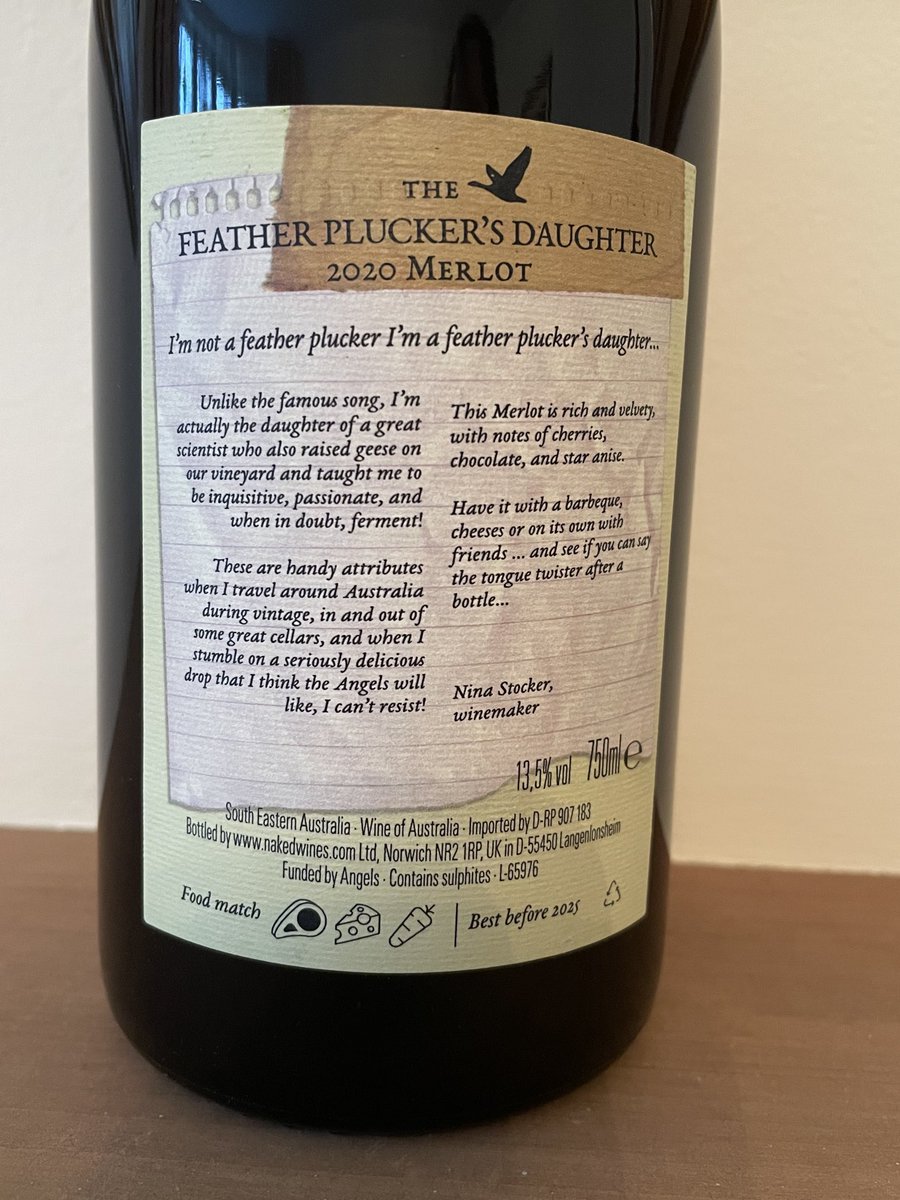 THE
FEATHER PLUCKER'S DAUGHTER
2020 MERLOT
I'm not a feather plucker I'm a feather plucker's daughter...
Unlike the famous song, I'm
actually the daughter of a great
scientist who also raised geese on
our vineyard and taught me to
be inquisitive, passionate, and
when in doubt, ferment!
These are handy attributes
when I travel around Australia
during vintage, in and out of
some great cellars, and when I
stumble on a seriously delicious
drop that I think the Angels will
like, I can't resist!
This Merlot is rich and velvety,
with notes of cherries,
chocolate, and star anise.
Have it with a barbeque,
cheeses or on its own with
friends ... and see if you can say
the tongue twister after a
bottle...
Nina Stocker,
winemaker
13,5% vol 750ml ℮
South Eastern Australia · Wine of Australia · Imported by D-RP 907 183
Bottled by www.nakedwines.com Ltd, Norwich NR2 1RP, UK in D-55450 Langenlonsheim
Funded by Angels · Contains sulphites · L-65976
Food match
Best before 2025